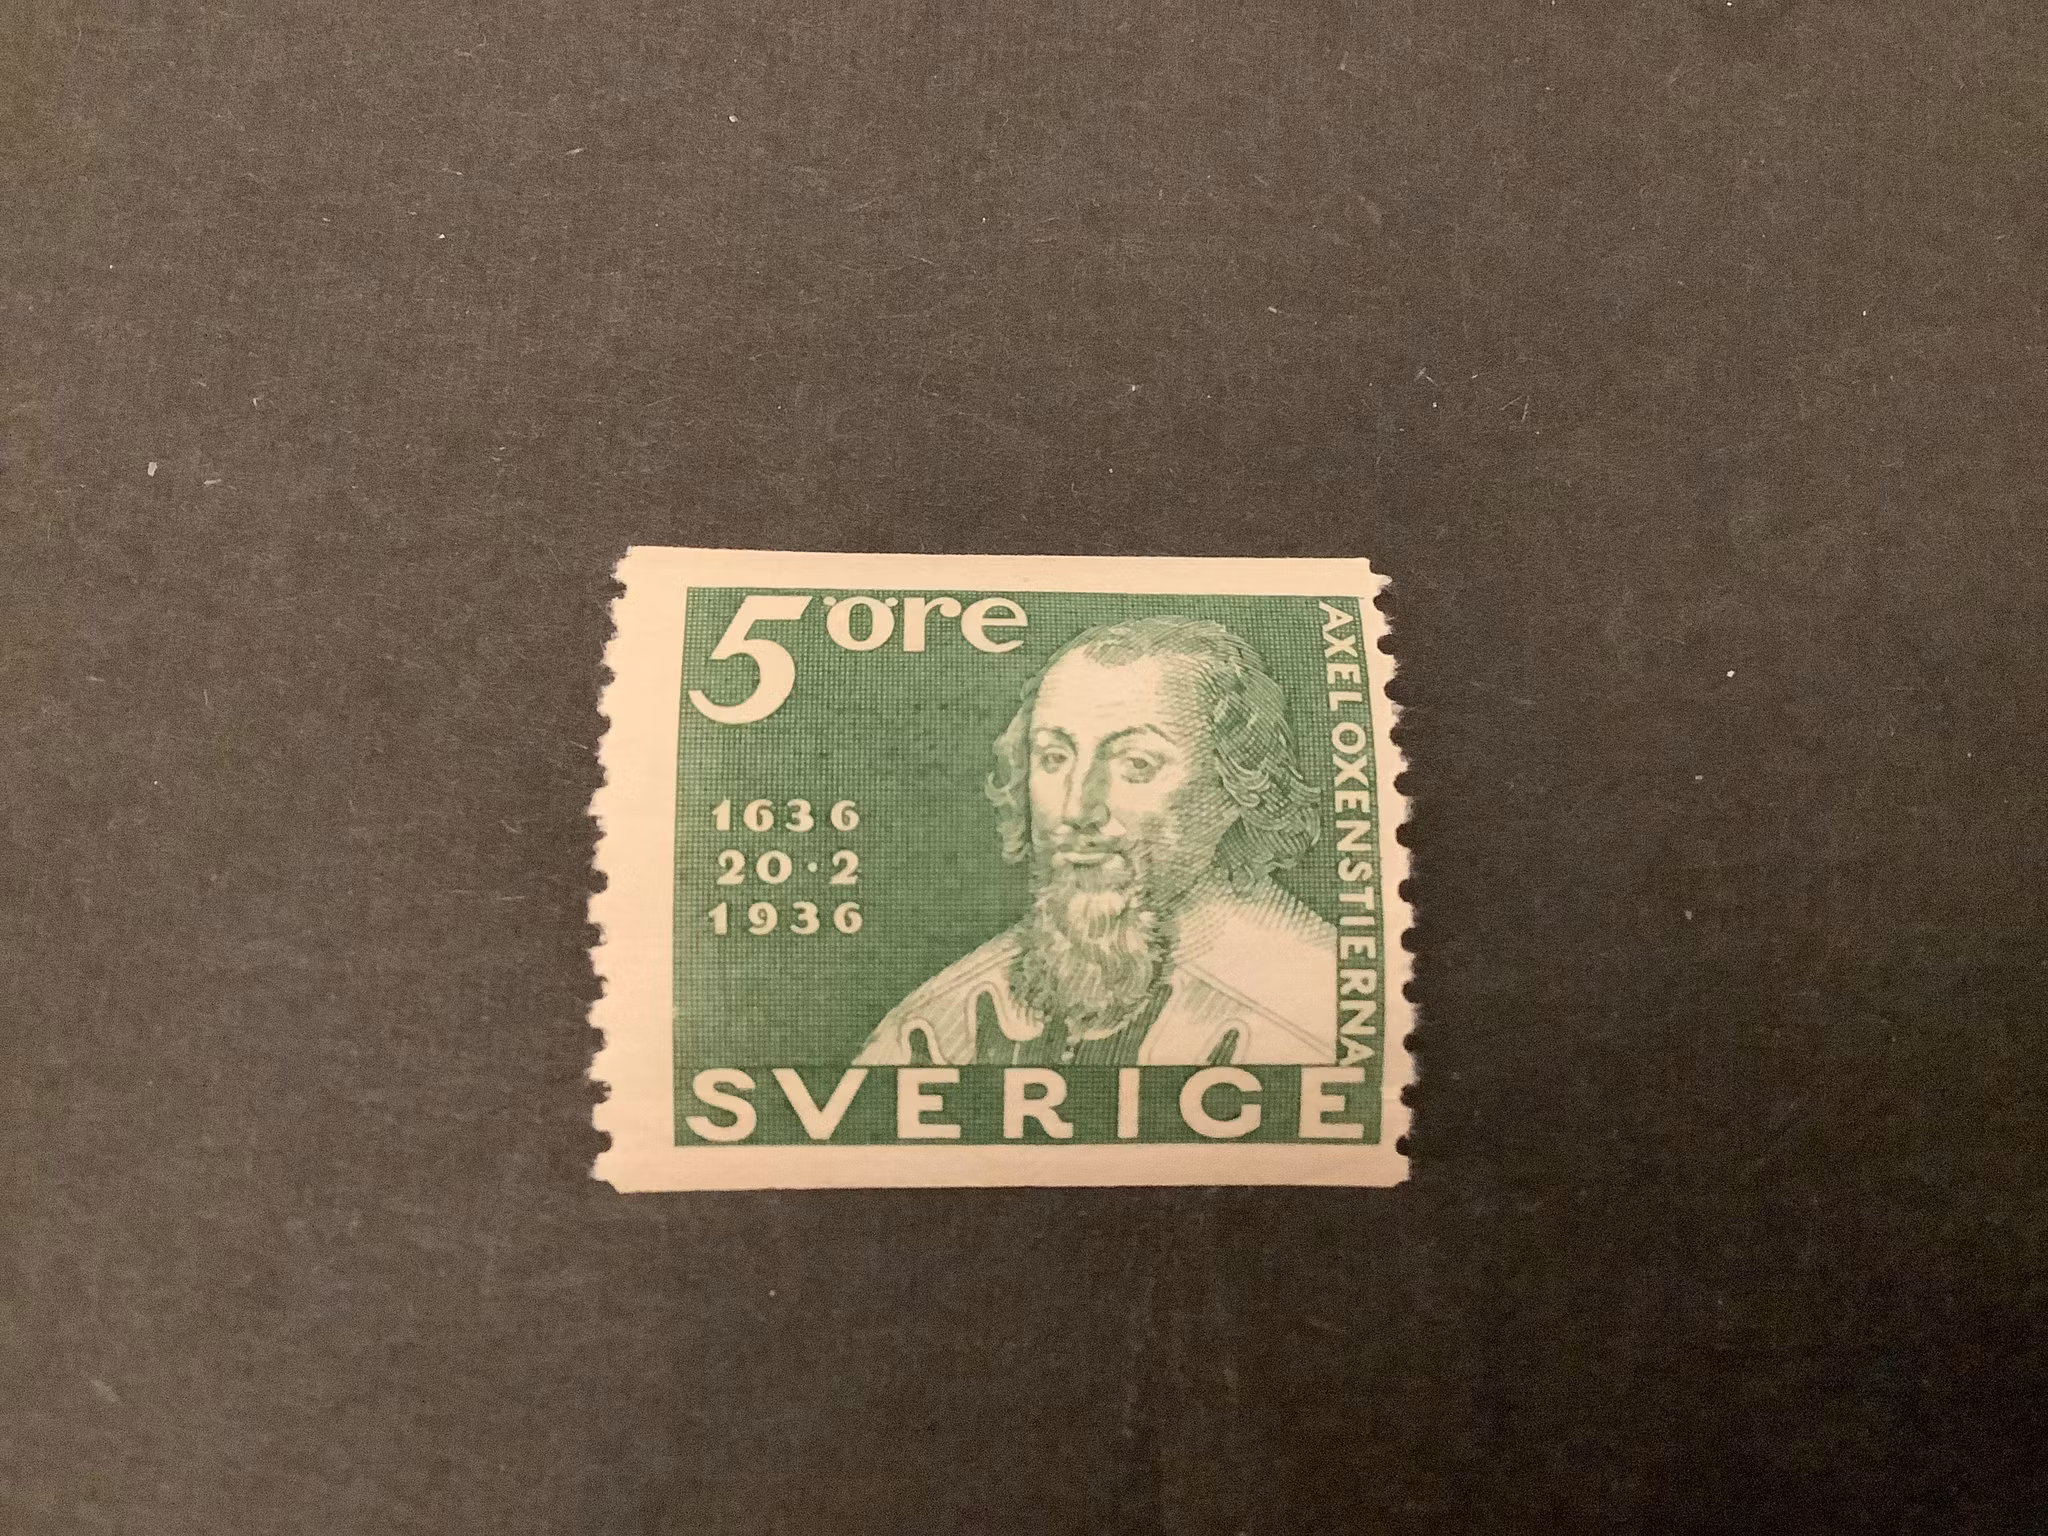 5 öre
1636
20·2
1936
AXEL OXENSTIERNA
SVERIGE